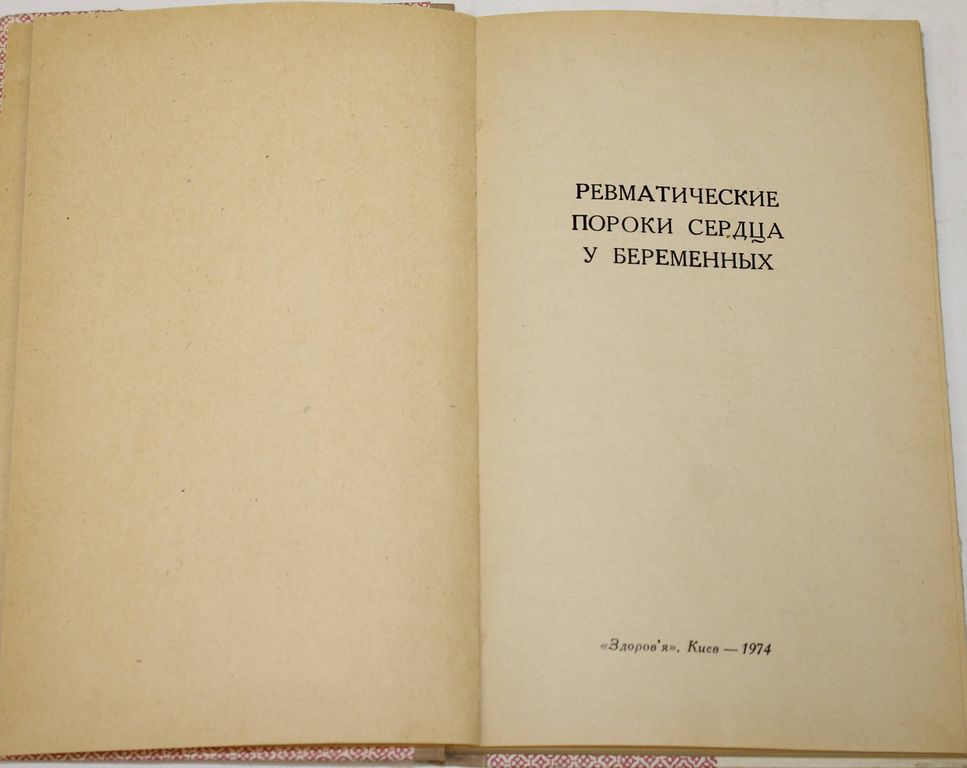 РЕВМАТИЧЕСКИЕ
ПОРОКИ СЕРДЦА
У БЕРЕМЕННЫХ
«Здоров'я», Киев — 1974